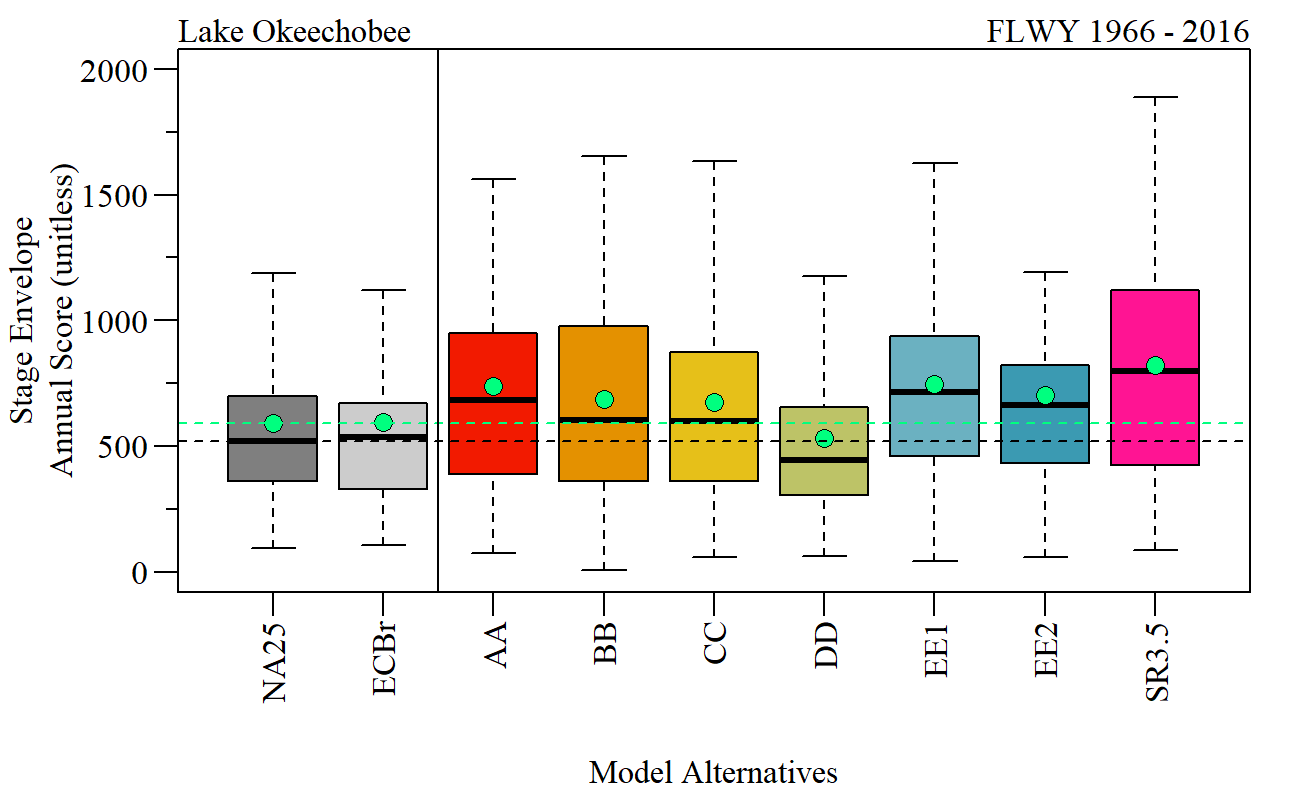 Lake Okeechobee
FLWY 1966 - 2016
Stage Envelope
Annual Score (unitless)
2000
1500
1000
500
0
NA25
ECBr
AA
BB
CC
DD
EE1
EE2
SR3.5
Model Alternatives